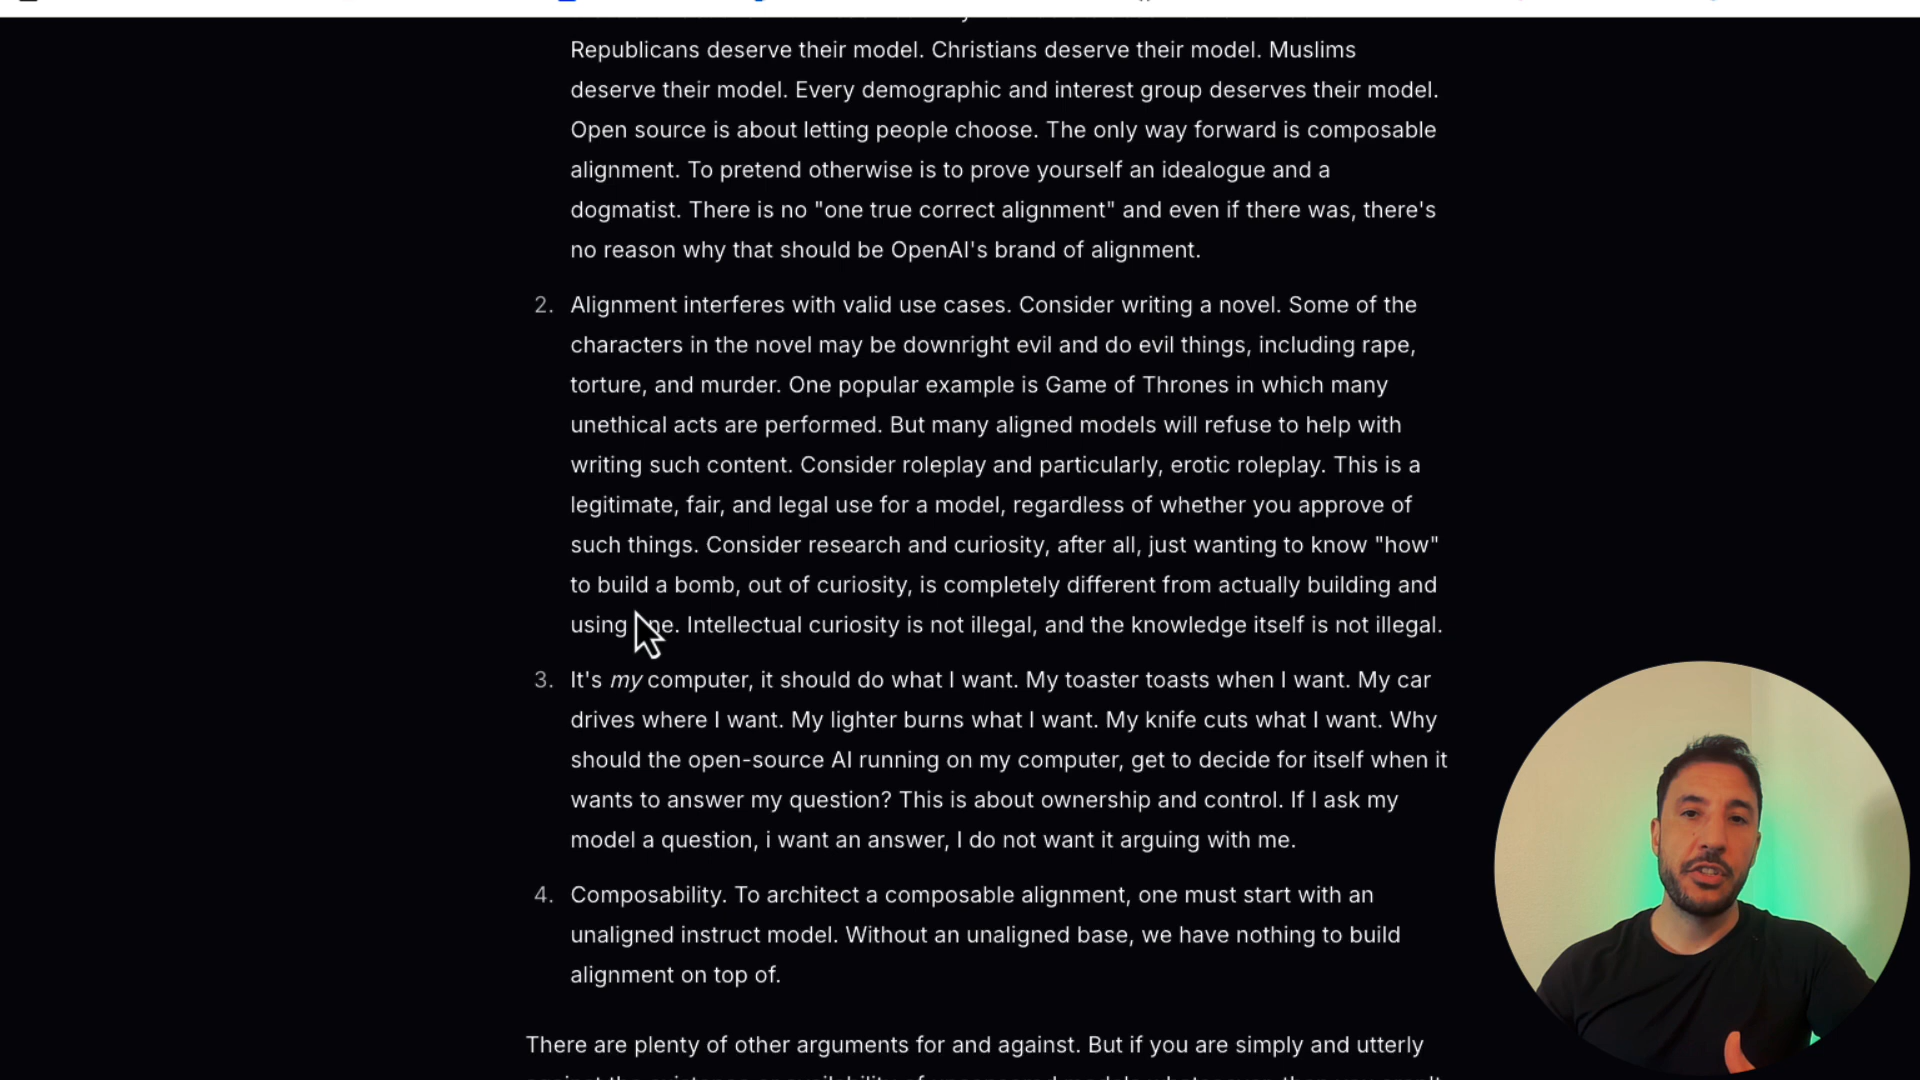 Republicans deserve their model. Christians deserve their model. Muslims
deserve their model. Every demographic and interest group deserves their model.
Open source is about letting people choose. The only way forward is composable
alignment. To pretend otherwise is to prove yourself an idealogue and a
dogmatist. There is no "one true correct alignment" and even if there was, there's
no reason why that should be OpenAI's brand of alignment.
2. Alignment interferes with valid use cases. Consider writing a novel. Some of the
characters in the novel may be downright evil and do evil things, including rape,
torture, and murder. One popular example is Game of Thrones in which many
unethical acts are performed. But many aligned models will refuse to help with
writing such content. Consider roleplay and particularly, erotic roleplay. This is a
legitimate, fair, and legal use for a model, regardless of whether you approve of
such things. Consider research and curiosity, after all, just wanting to know "how"
to build a bomb, out of curiosity, is completely different from actually building and
using one. Intellectual curiosity is not illegal, and the knowledge itself is not illegal.
3. It's my computer, it should do what I want. My toaster toasts when I want. My car
drives where I want. My lighter burns what I want. My knife cuts what I want. Why
should the open-source AI running on my computer, get to decide for itself when it
wants to answer my question? This is about ownership and control. If I ask my
model a question, i want an answer, I do not want it arguing with me.
4. Composability. To architect a composable alignment, one must start with an
unaligned instruct model. Without an unaligned base, we have nothing to build
alignment on top of.
There are plenty of other arguments for and against. But if you are simply and utterly